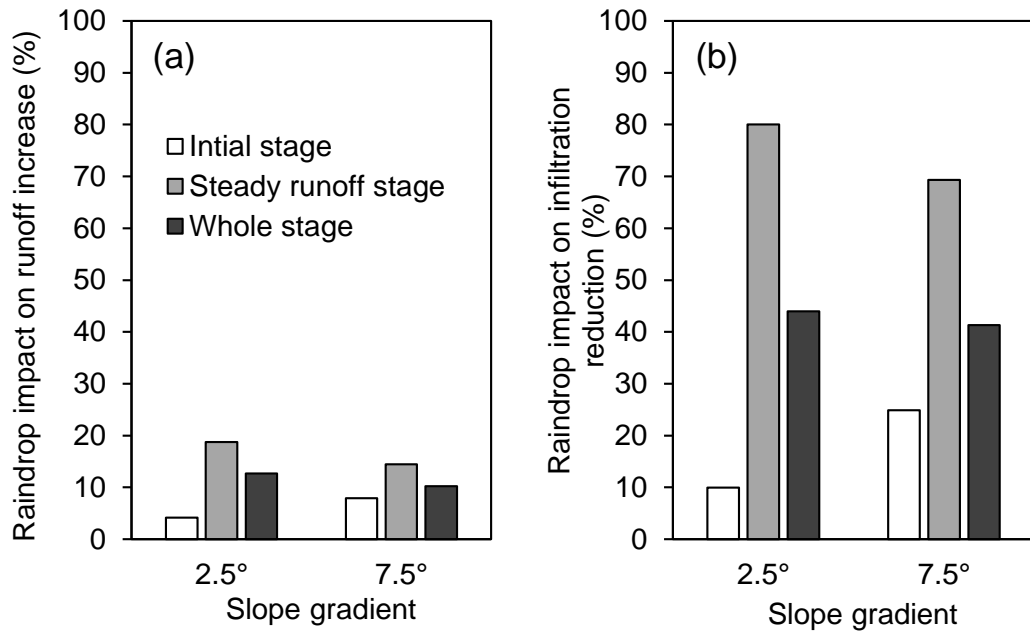 Raindrop impact on runoff increase (%)
100
90
80
70
60
50
40
30
20
10
0
(a)
Intial stage
Steady runoff stage
Whole stage
2.5°
7.5°
Slope gradient
Raindrop impact on infiltration
reduction (%)
100
90
80
70
60
50
40
30
20
10
0
(b)
2.5°
7.5°
Slope gradient